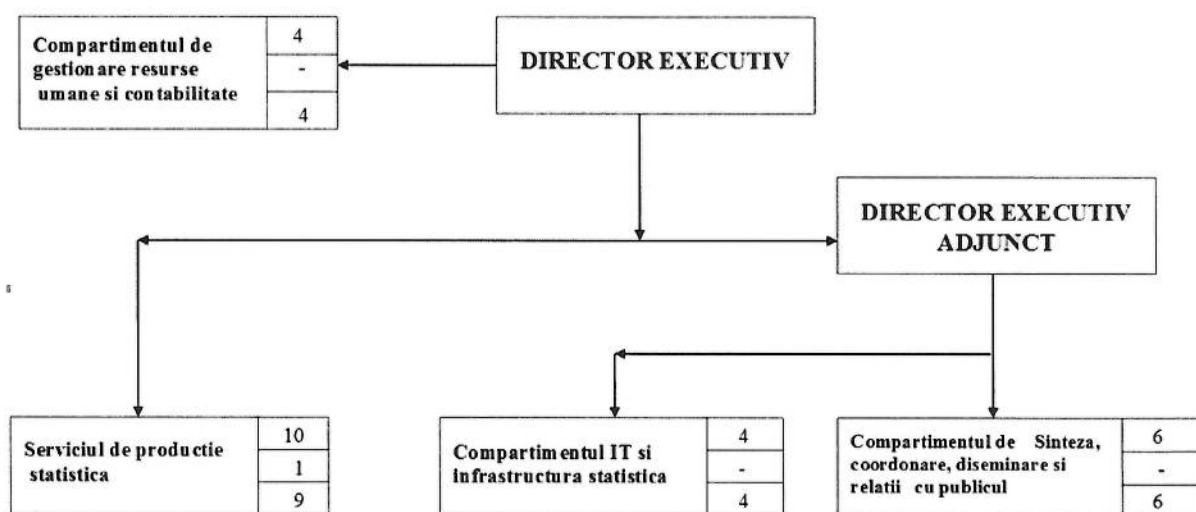 Compartimentul de
gestionare resurse
umane si contabilitate
4
-
4
DIRECTOR EXECUTIV
DIRECTOR EXECUTIV
ADJUNCT
Serviciul de productie
statistica
10
1
9
Compartimentul IT si
infrastructura statistica
4
-
4
Compartimentul de Sinteza,
coordonare, diseminare si
relatii cu publicul
6
-
6